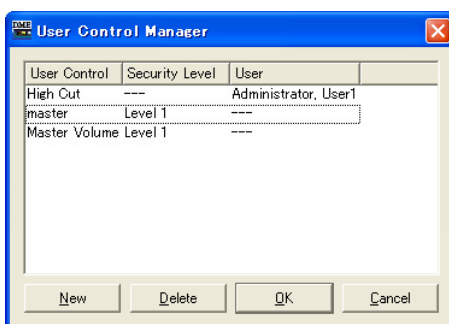 DME User Control Manager
User Control Security Level User
High Cut --- Administrator, User1
master Level 1 ---
Master Volume Level 1 ---
New Delete OK Cancel